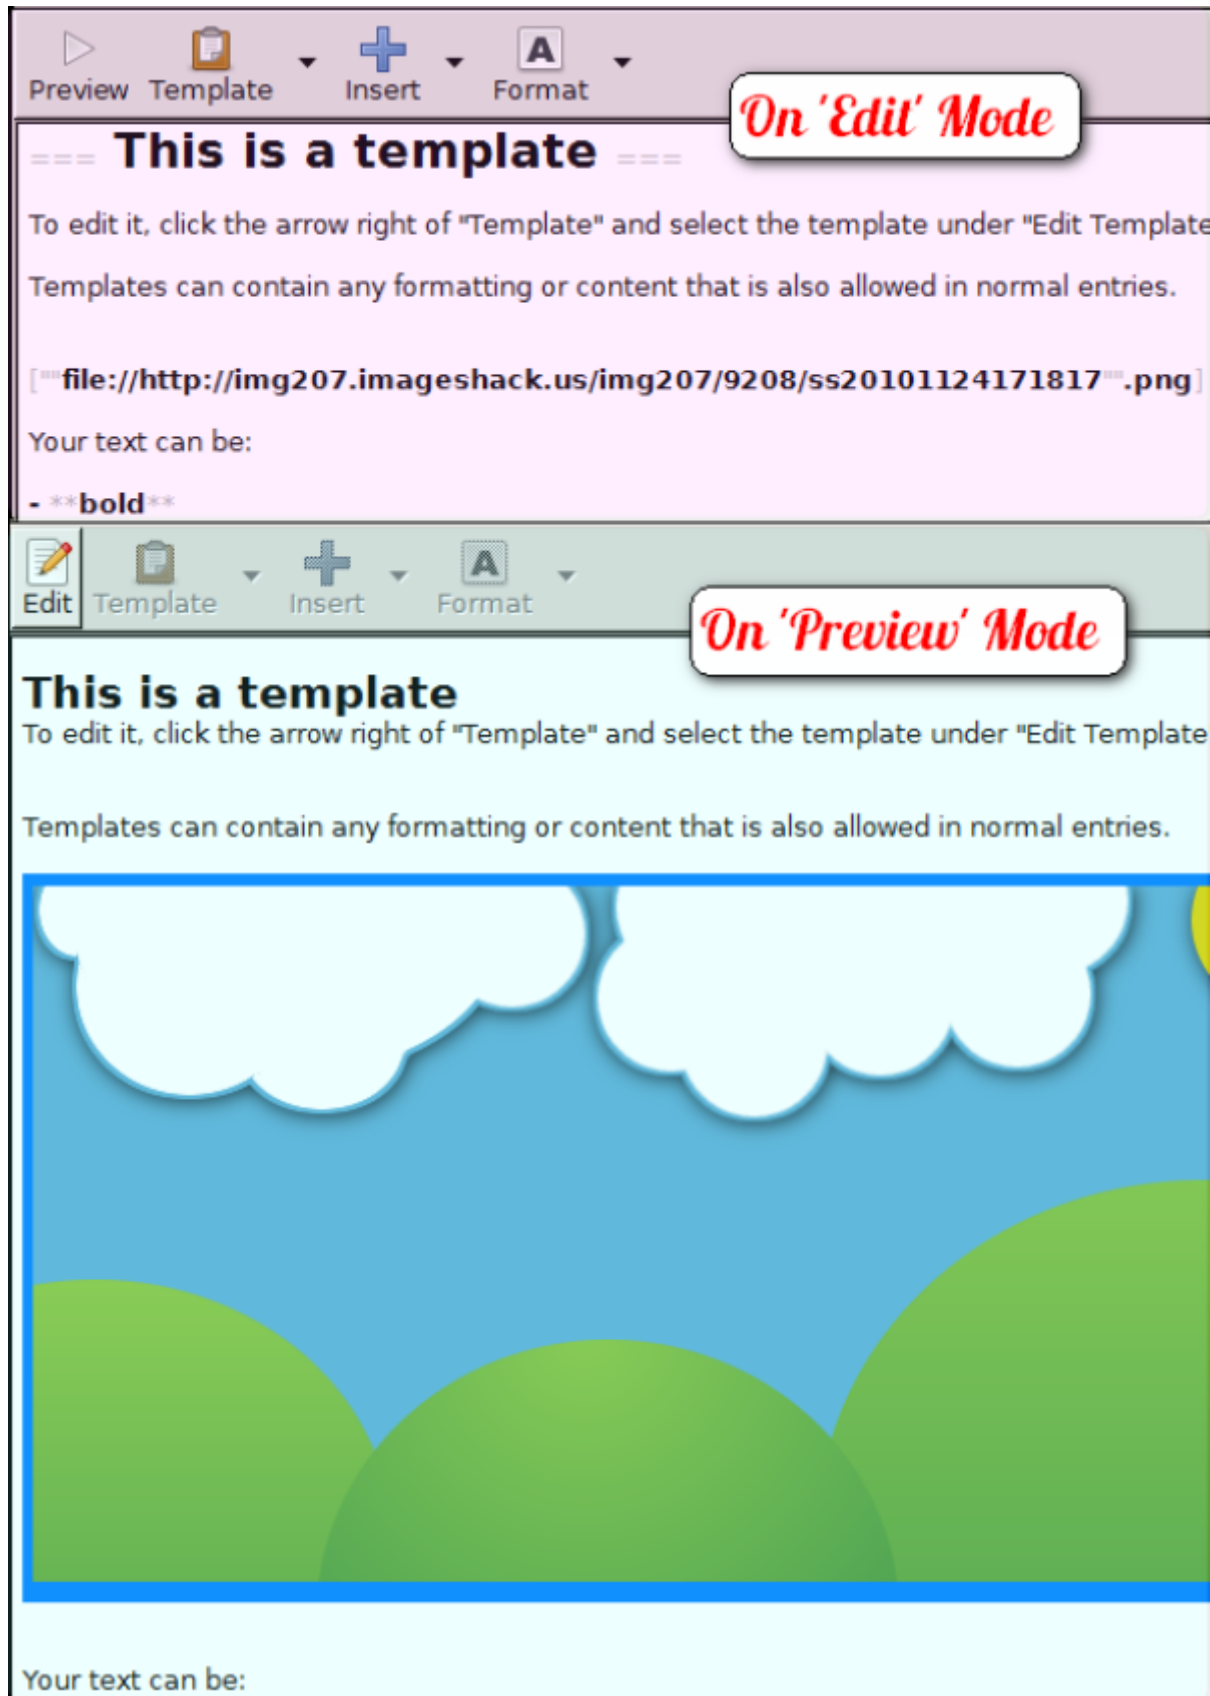 Preview Template Insert Format
On 'Edit' Mode
=== This is a template ===
To edit it, click the arrow right of "Template" and select the template under "Edit Template
Templates can contain any formatting or content that is also allowed in normal entries.
[""file://http://img207.imageshack.us/img207/9208/ss20101124171817"".png]
Your text can be:
- **bold**
Edit Template Insert Format
On 'Preview' Mode
This is a template
To edit it, click the arrow right of "Template" and select the template under "Edit Template
Templates can contain any formatting or content that is also allowed in normal entries.
Your text can be: